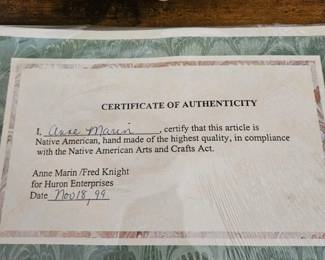 CERTIFICATE OF AUTHENTICITY
I, Anne Marin, certify that this article is
Native American, hand made of the highest quality, in compliance
with the Native American Arts and Crafts Act.
Anne Marin /Fred Knight
for Huron Enterprises
Date Nov 18, 99